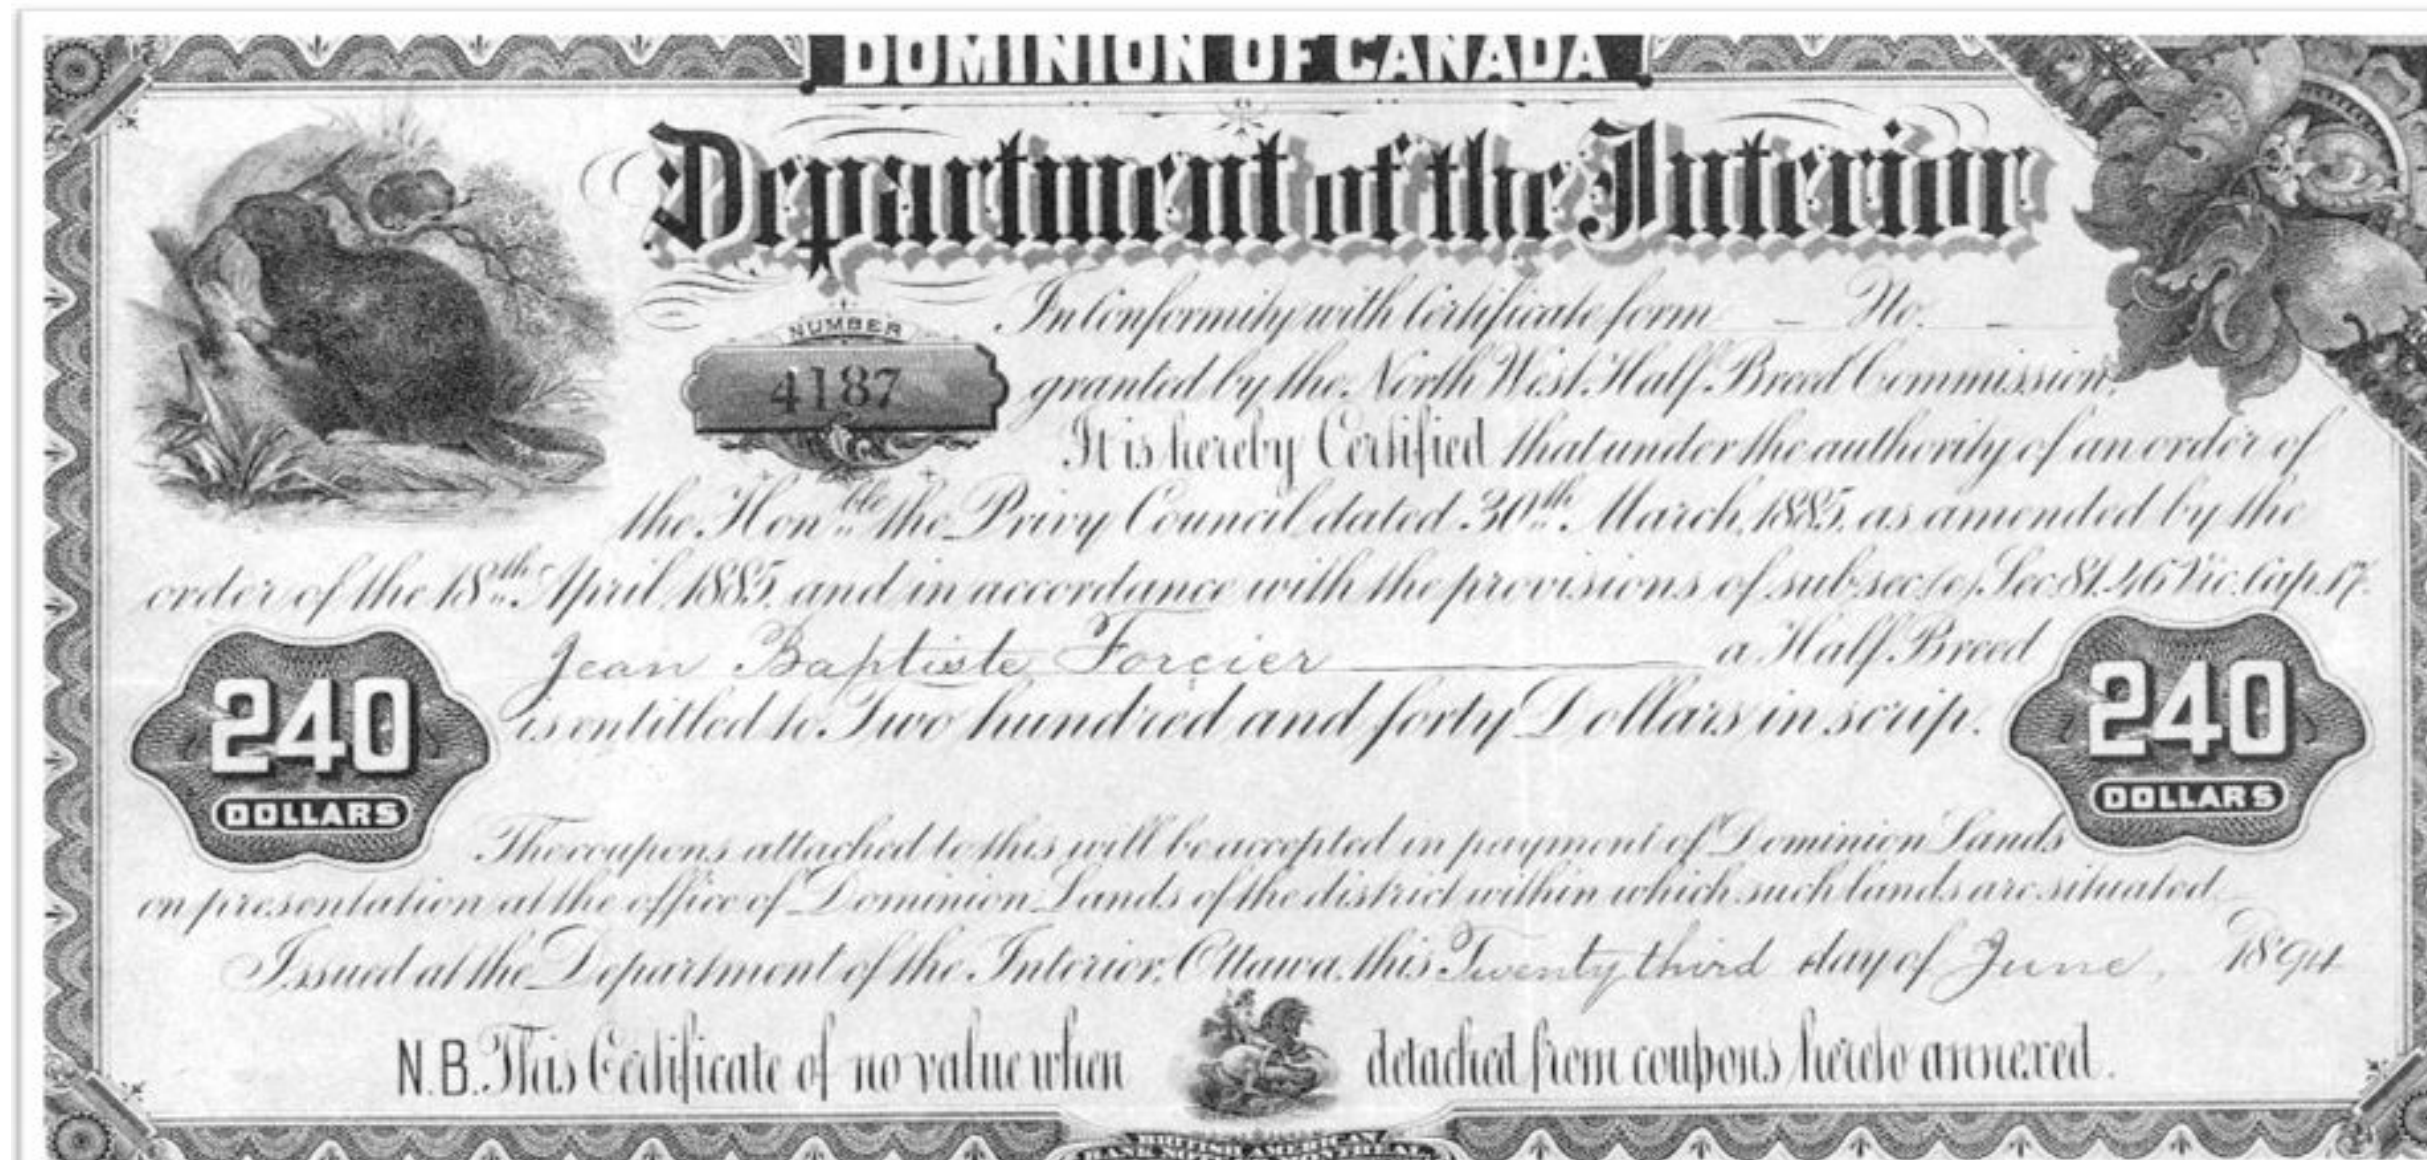 DOMINION OF CANADA
Department of the Interior
NUMBER
4187
In Conformity with Certificate form _ No. _
granted by the North West Half Breed Commission.
It is hereby Certified that under the authority of an order of
the Honble the Privy Council dated 30th March, 1885, as amended by the
order of the 18th April, 1885, and in accordance with the provisions of subsec (e) Sec 81. 46 Vic. Cap. 17.
Jean Baptiste Forcier a Half Breed
is entitled to Two hundred and forty Dollars in scrip.
240
DOLLARS
240
DOLLARS
The coupons attached to this will be accepted in payment of Dominion Lands
on presentation at the office of Dominion Lands of the district within which such lands are situated
Issued at the Department of the Interior, Ottawa, this Twenty third day of June, 1894
N.B. This Certificate of no value when detached from coupons hereto annexed.
BRITISH AMERICAN
BANK NOTE MONTREAL